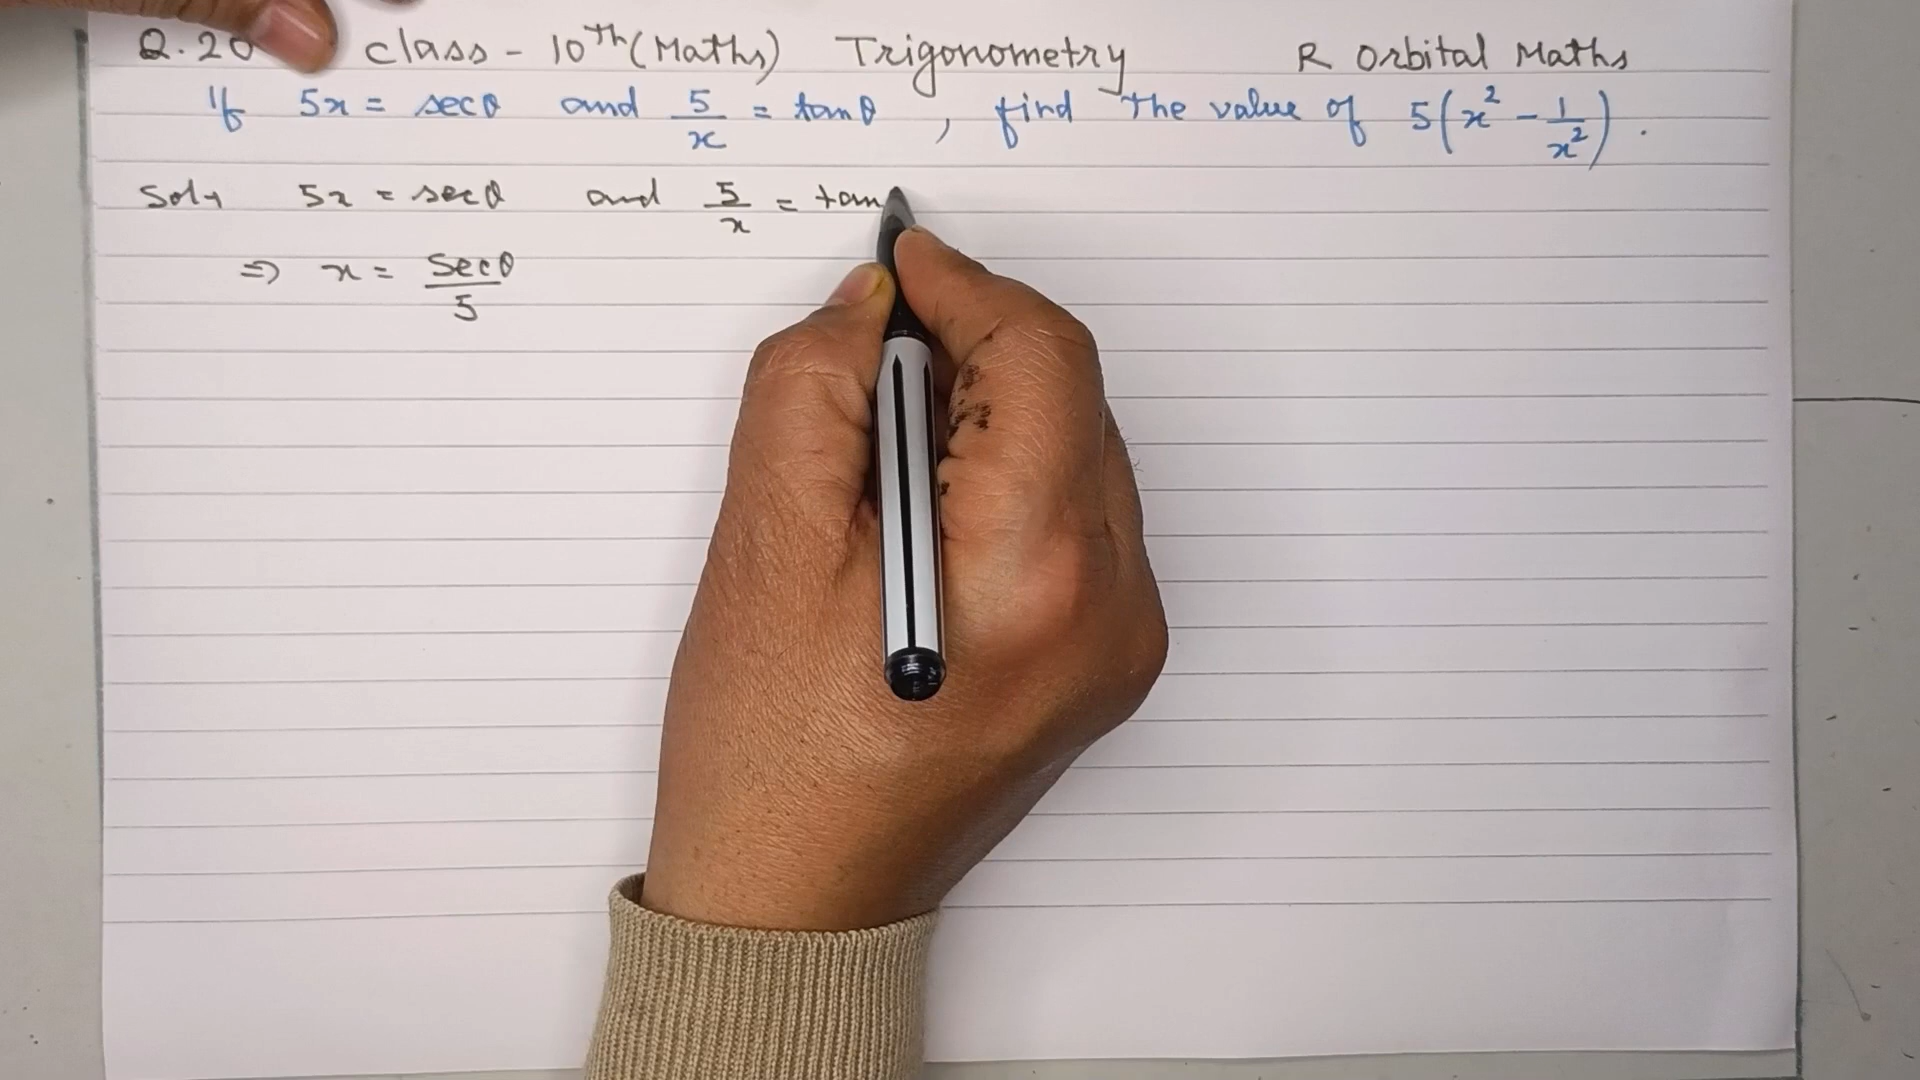 Q.20 class - 10th (Maths) Trigonometry R Orbital Maths
If 5x = secθ and 5/x = tanθ , find the value of 5(x² - 1/x²) .
Soln 5x = secθ and 5/x = tan
⇒ x = secθ/5